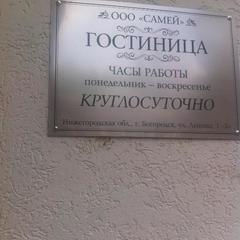 ООО «САМЕЙ»
ГОСТИНИЦА
ЧАСЫ РАБОТЫ
понедельник – воскресенье
КРУГЛОСУТОЧНО
Нижегородская обл., г. Богородск, ул. Ленина, 1